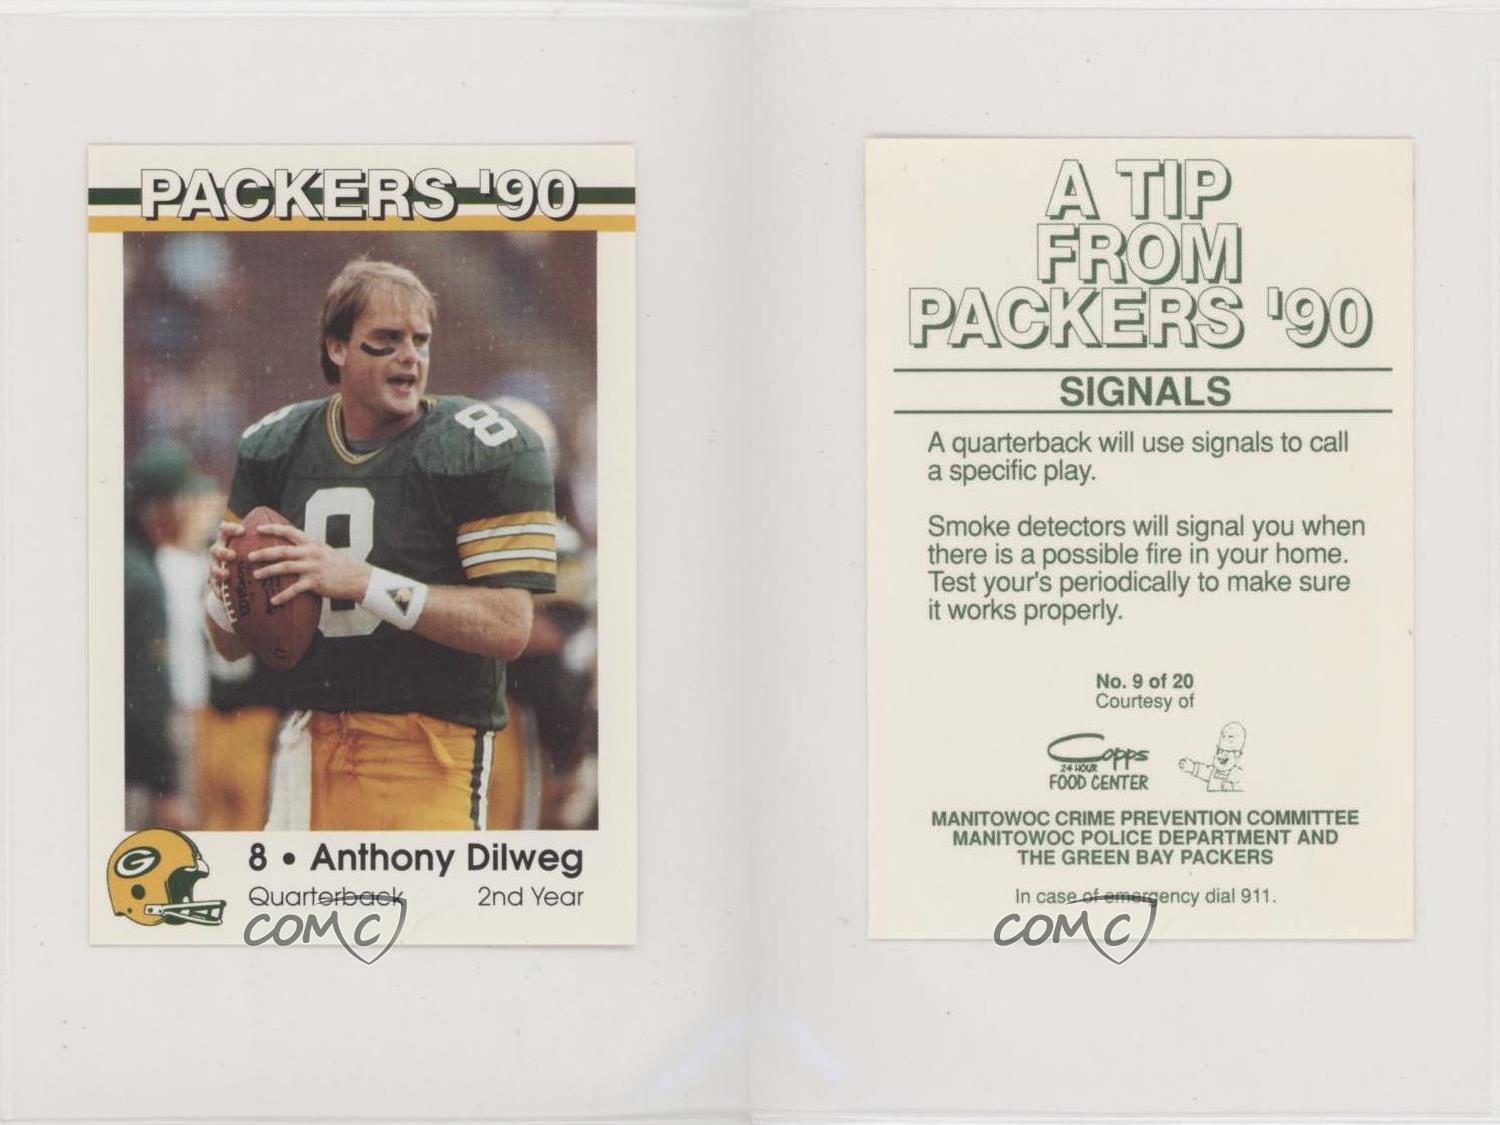 PACKERS '90
8
8
8 • Anthony Dilweg
Quarterback 2nd Year
COMC
A TIP
FROM
PACKERS '90
SIGNALS
A quarterback will use signals to call
a specific play.
Smoke detectors will signal you when
there is a possible fire in your home.
Test your's periodically to make sure
it works properly.
No. 9 of 20
Courtesy of
Copps
24 HOUR
FOOD CENTER
MANITOWOC CRIME PREVENTION COMMITTEE
MANITOWOC POLICE DEPARTMENT AND
THE GREEN BAY PACKERS
In case of emergency dial 911.
COMC